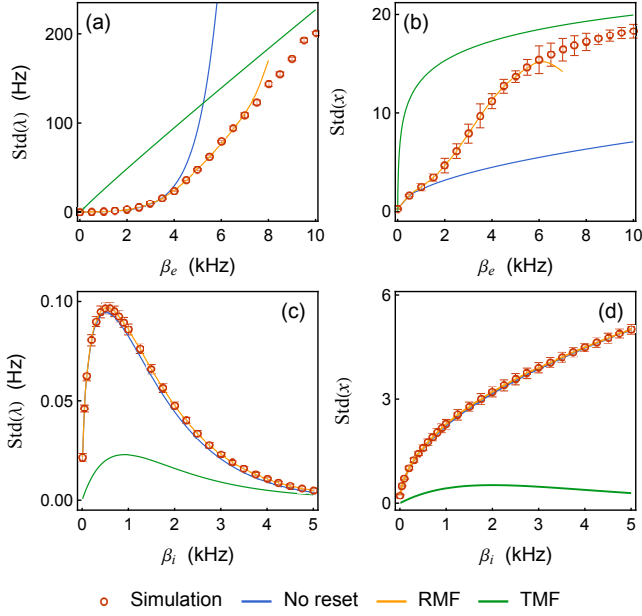 (a)
Std(λ) (Hz)
200
100
0
0 2 4 6 8 10
βe (kHz)
(b)
Std(x)
20
10
0
0 2 4 6 8 10
βe (kHz)
(c)
Std(λ) (Hz)
0.10
0.05
0.00
0 1 2 3 4 5
βi (kHz)
(d)
Std(x)
6
3
0
0 1 2 3 4 5
βi (kHz)
Simulation No reset RMF TMF